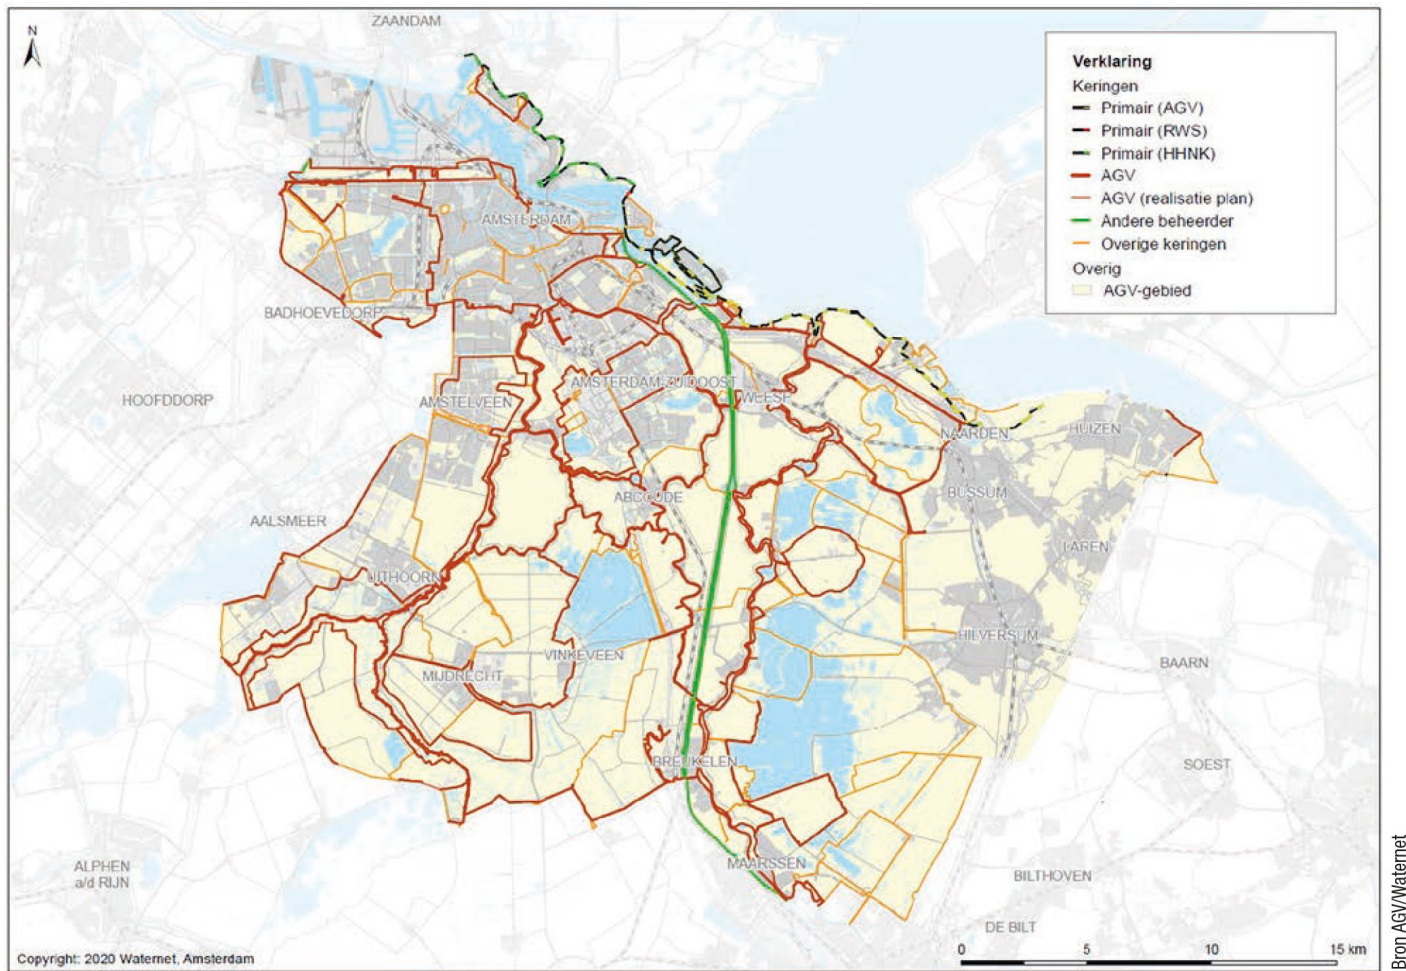 N
ZAANDAM
Verklaring
Keringen
Primair (AGV)
Primair (RWS)
Primair (HHNK)
AGV
AGV (realisatie plan)
Andere beheerder
Overige keringen
Overig
AGV-gebied
AMSTERDAM
BADHOEVEDORP
HOOFDDORP
AMSTELVEEN
AMSTERDAM-ZUIDOOST
WEESP
NAARDEN
HUIZEN
BUSSUM
ABCOUDE
AALSMEER
LAREN
UITHOORN
HILVERSUM
VINKEVEEN
BAARN
MIJDRECHT
BREUKELEN
SOEST
MAARSSEN
ALPHEN
a/d RIJN
BILTHOVEN
DE BILT
0 5 10 15 km
Copyright: 2020 Waternet, Amsterdam
Bron AGV/Waternet